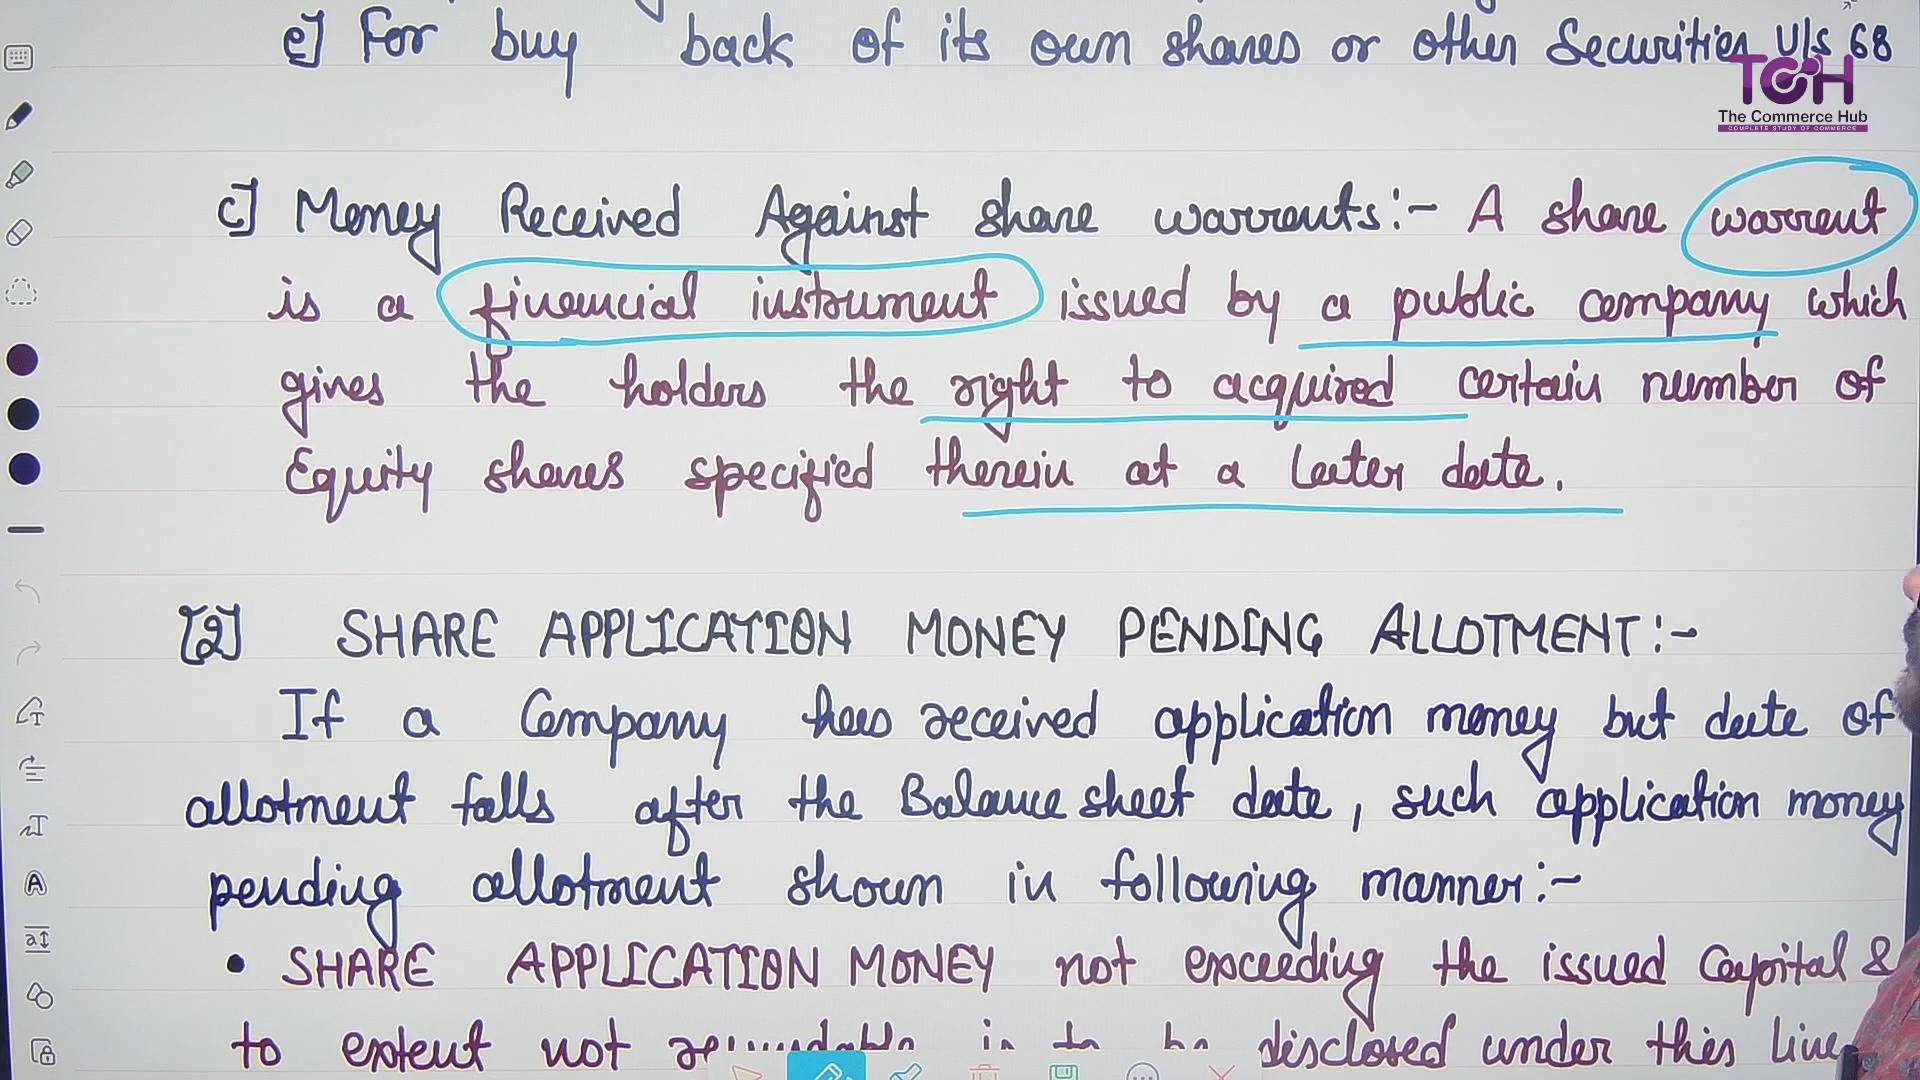 e] For buy back of its own shares or other Securities U/s 68
TCH
The Commerce Hub
COMPLETE STUDY OF COMMERCE
c] Money Received Against share warrants:- A share warrant
is a financial instrument issued by a public company which
gives the holders the right to acquired certain number of
Equity shares specified therein at a later date.
[2] SHARE APPLICATION MONEY PENDING ALLOTMENT:-
If a Company has received application money but date of
allotment falls after the Balance sheet date, such application money
pending allotment shown in following manner:-
• SHARE APPLICATION MONEY not exceeding the issued Capital &
to extent not disclosed under this line